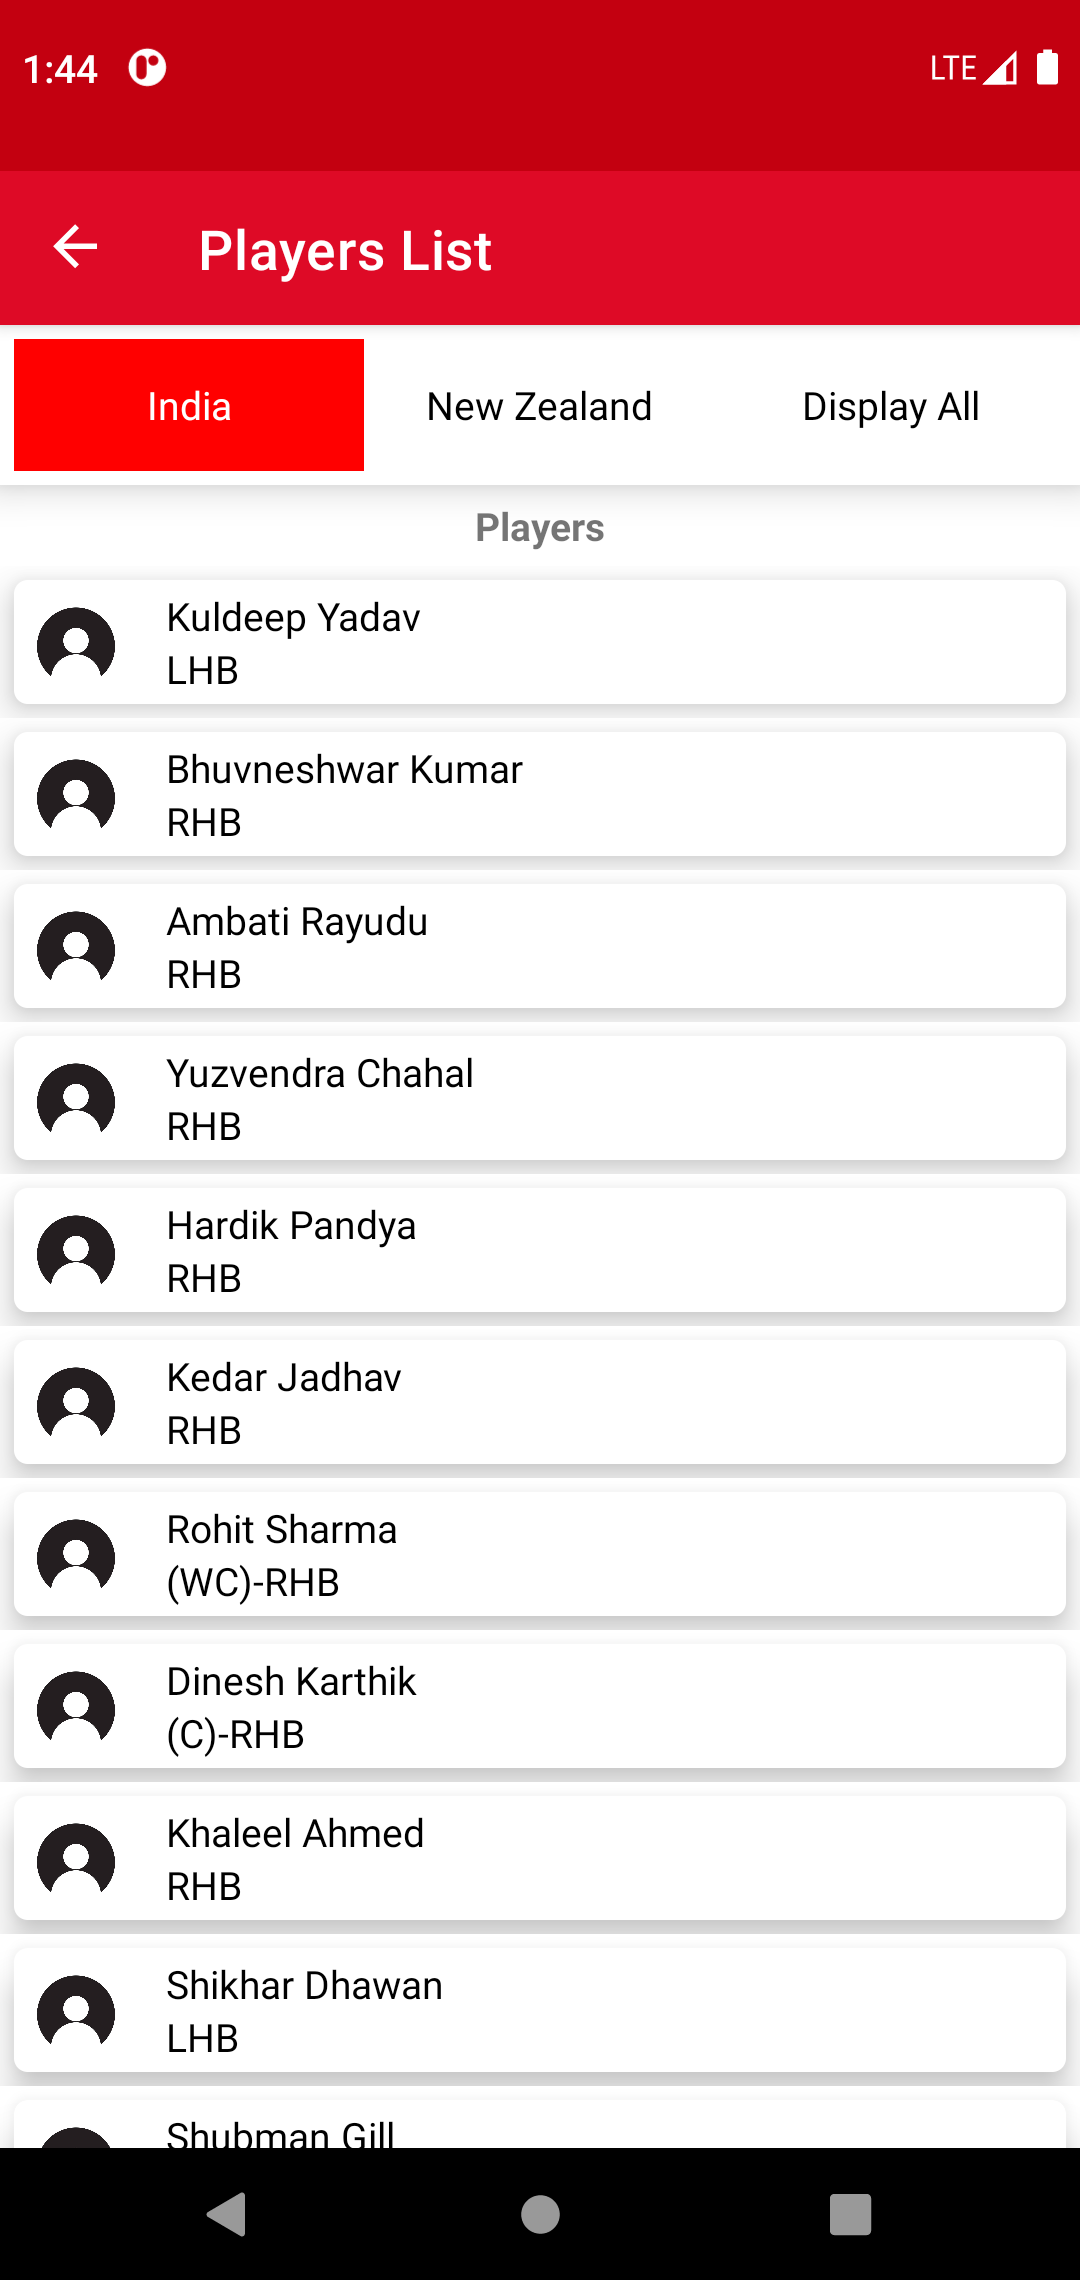 1:44
LTE
Players List
India
New Zealand
Display All
Players
Kuldeep Yadav
LHB
Bhuvneshwar Kumar
RHB
Ambati Rayudu
RHB
Yuzvendra Chahal
RHB
Hardik Pandya
RHB
Kedar Jadhav
RHB
Rohit Sharma
(WC)-RHB
Dinesh Karthik
(C)-RHB
Khaleel Ahmed
RHB
Shikhar Dhawan
LHB
Shubman Gill